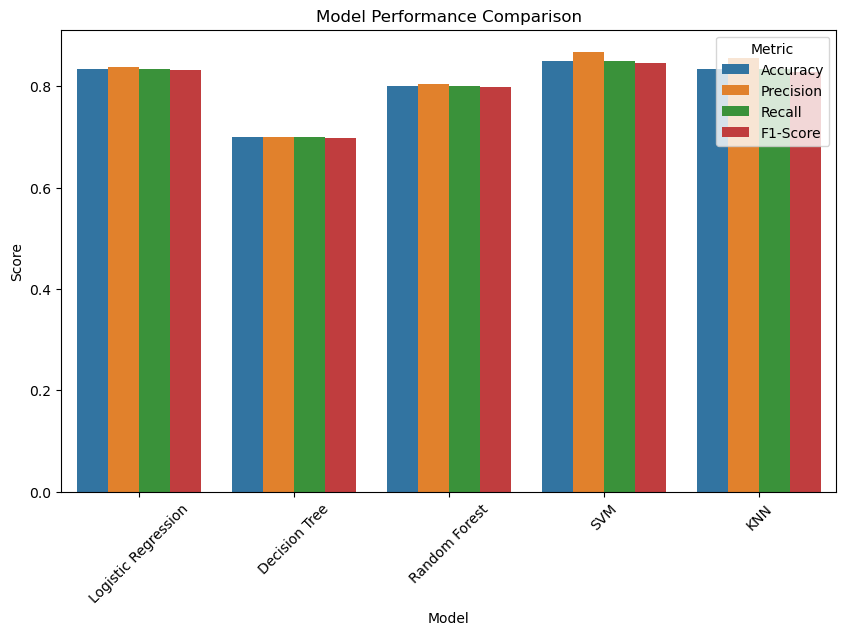 Model Performance Comparison
Metric
Accuracy
Precision
Recall
F1-Score
Score
0.8
0.6
0.4
0.2
0.0
Logistic Regression
Decision Tree
Random Forest
SVM
KNN
Model